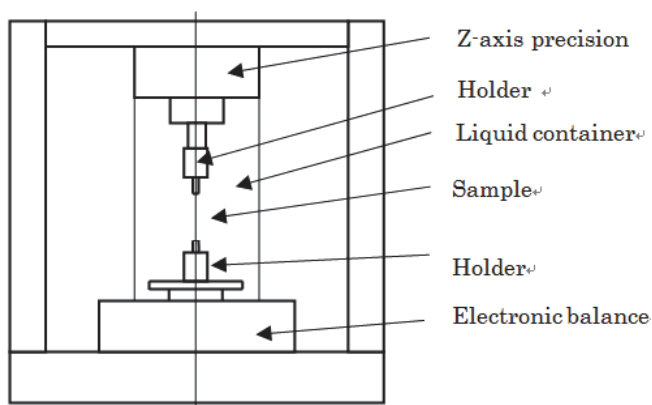 Z-axis precision
Holder ↵
Liquid container↵
Sample↵
Holder↵
Electronic balance↵